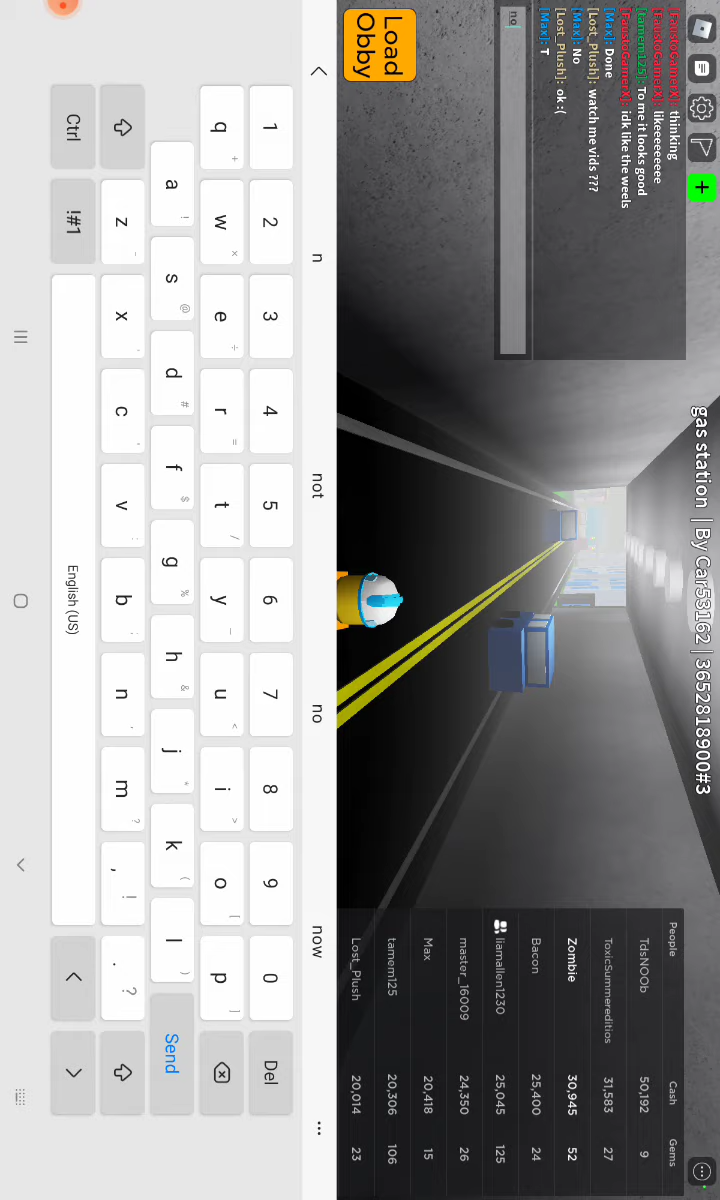 [FaustoGamerX]: thinking
[FaustoGamerX]: likeeeeeeee
[tamem125]: To me it looks good
[FaustoGamerX]: idk like the weels
[Max]: Done
[Lost_Plush]: watch me vids ???
[Max]: No
[Lost_Plush]: ok :(
[Max]: T
no
Load
Obby
gas station | By Car53162 | 3652818900#3
People Cash Gems
TdsNOOb 50,192 9
ToxicSummereditios 31,583 27
Zombie 30,945 52
Bacon 25,400 24
liamallen1230 25,045 125
master_16009 24,350 26
Max 20,418 15
tamem125 20,306 106
Lost_Plush 20,014 23
n not no now ...
1 2 3 4 5 6 7 8 9 0 Del
q w e r t y u i o p
+ × ÷ = / _ < > [ ]
a s d f g h j k l Send
! @ # $ % ^ & * ( )
z x c v b n m , ! . ?
Ctrl !#1 English (US) < >